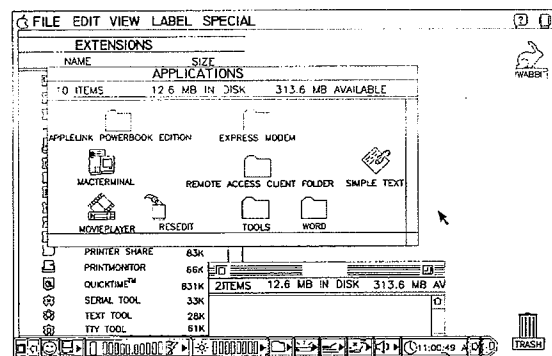 FILE EDIT VIEW LABEL SPECIAL
EXTENSIONS
NAME SIZE
APPLICATIONS
10 ITEMS 12.6 MB IN DISK 313.6 MB AVAILABLE
WABBIT
APPLELINK POWERBOOK EDITION EXPRESS MODEM
MACTERMINAL REMOTE ACCESS CLIENT FOLDER SIMPLE TEXT
MOVIEPLAYER RESEDIT TOOLS WORD
PRINTER SHARE 83K
PRINTMONITOR 66K
QUICKTIME™ 831K
SERIAL TOOL 33K
TEXT TOOL 28K
TTY TOOL 61K
2 ITEMS 12.6 MB IN DISK 313.6 MB AV
TRASH
11:00:49 A